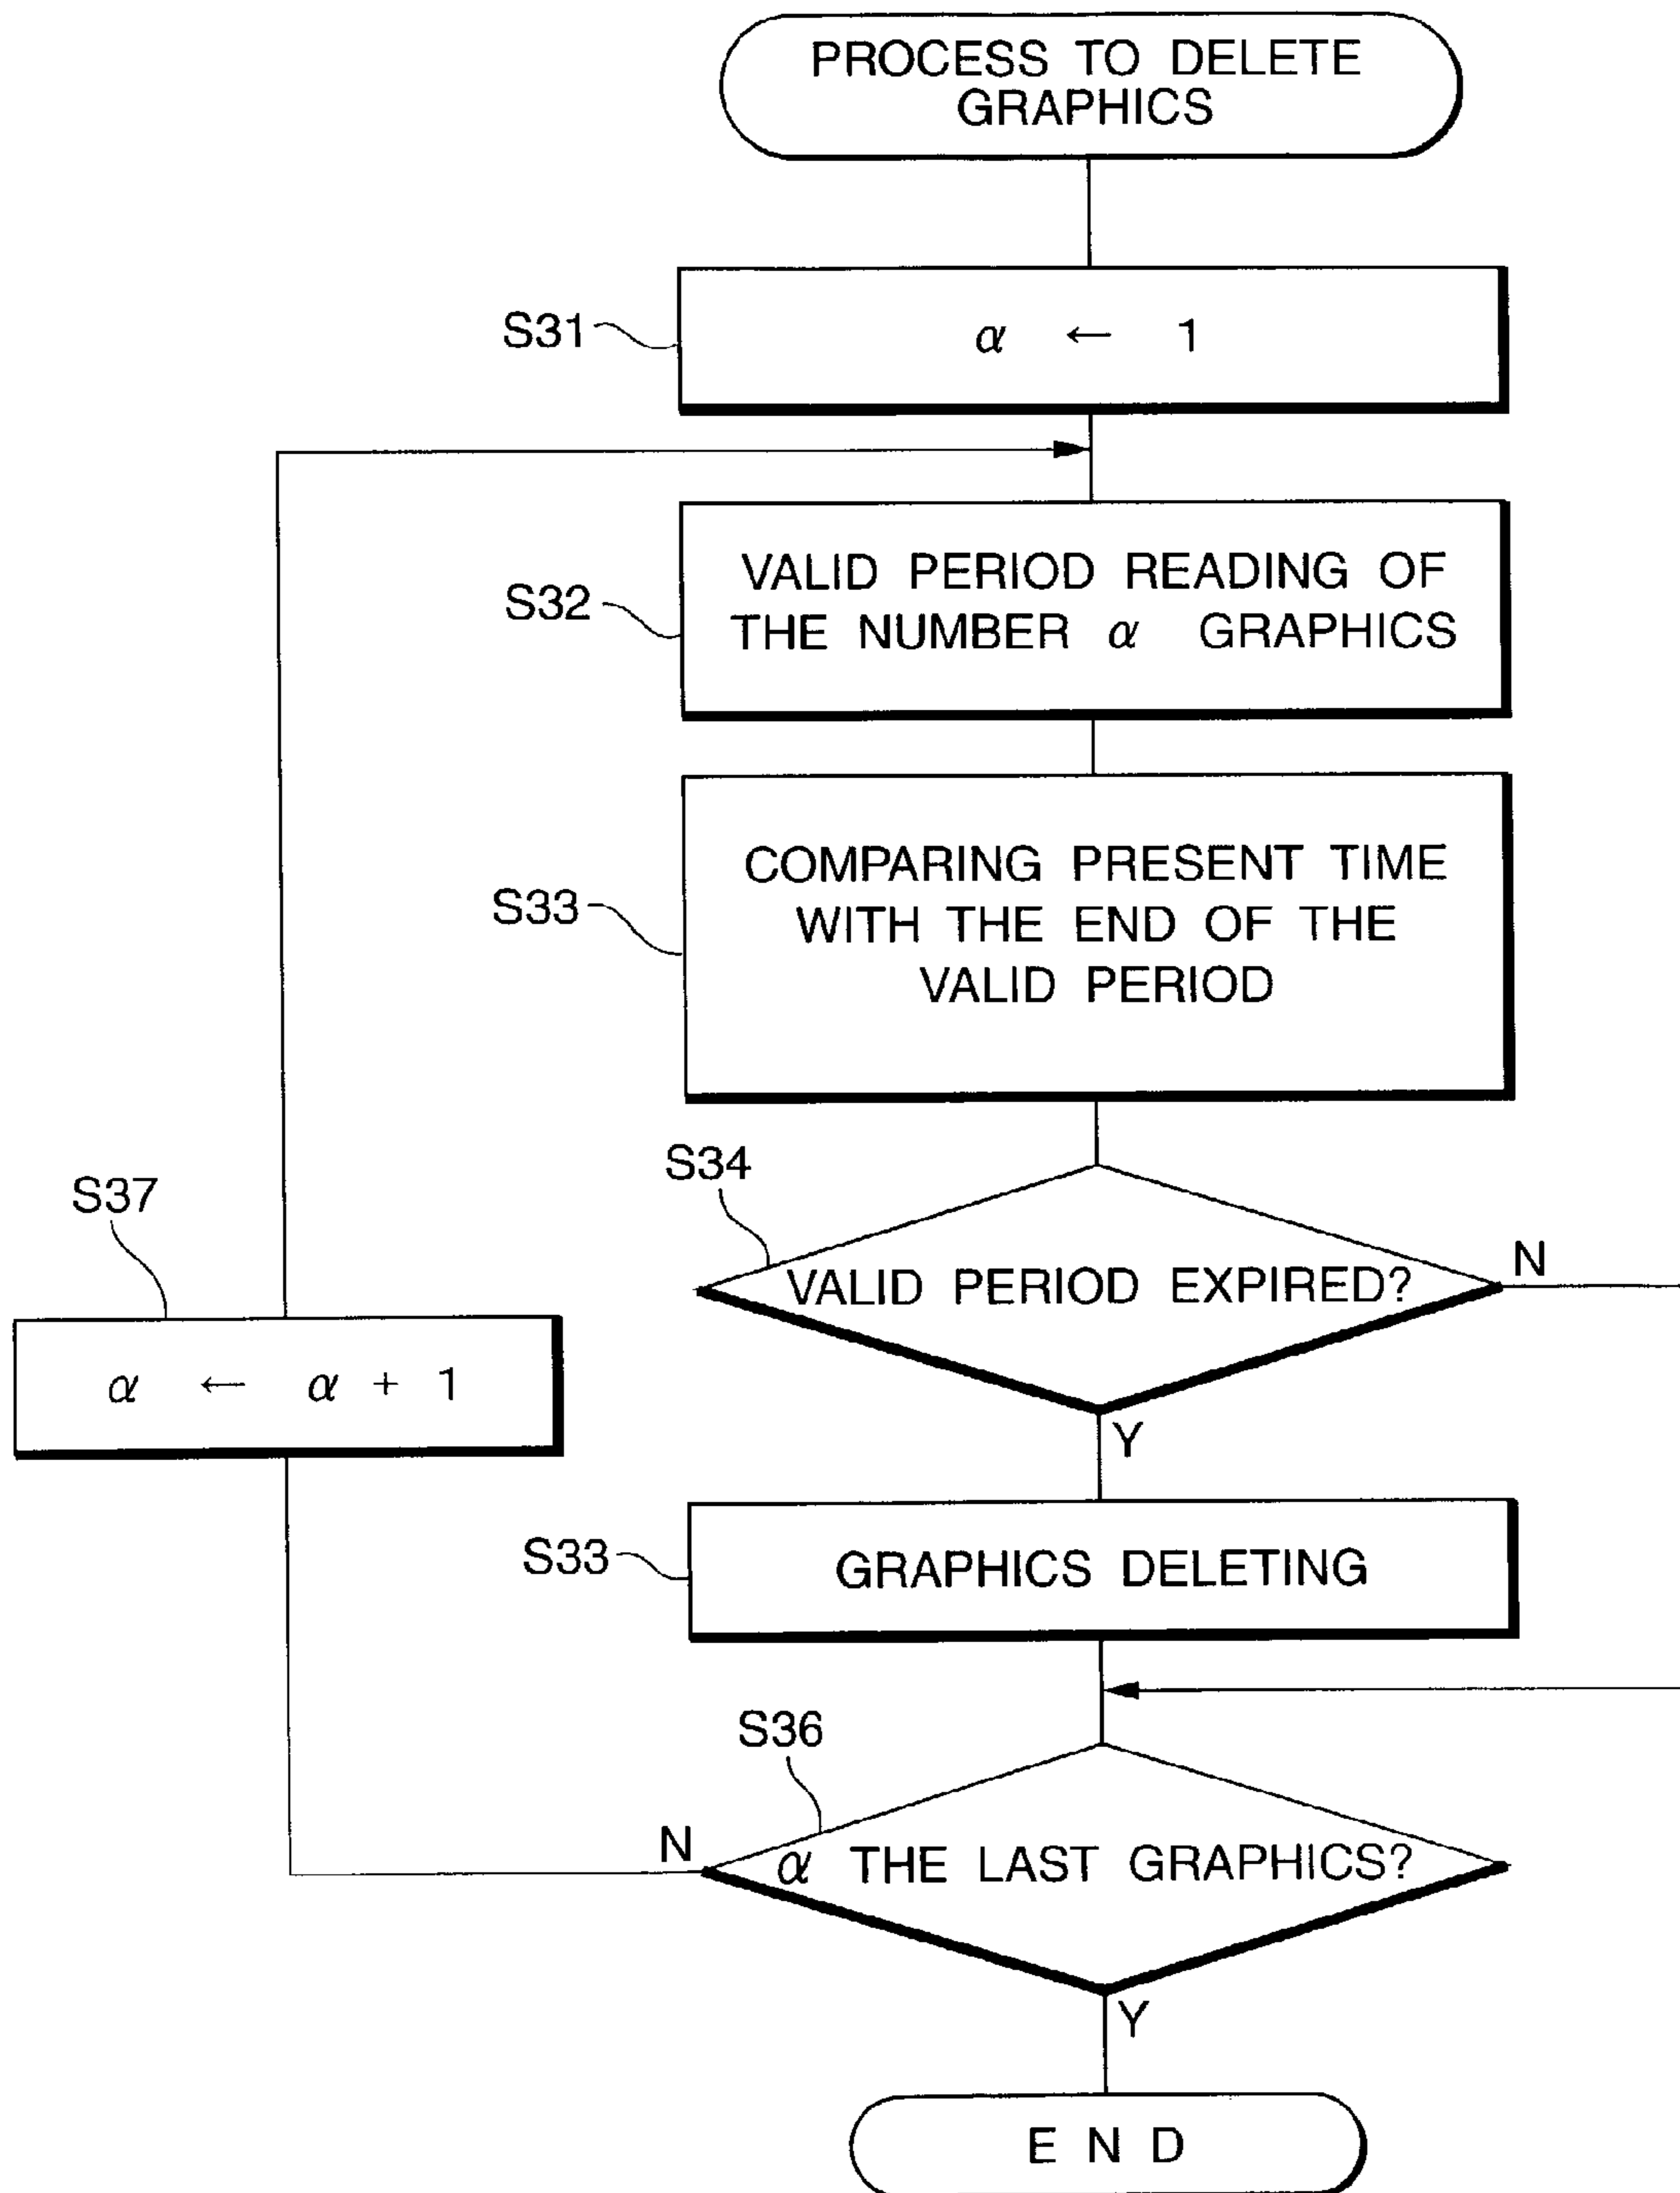 PROCESS TO DELETE
GRAPHICS
S31
α ← 1
S32
VALID PERIOD READING OF
THE NUMBER α GRAPHICS
S33
COMPARING PRESENT TIME
WITH THE END OF THE
VALID PERIOD
S34
VALID PERIOD EXPIRED?
N
Y
S37
α ← α + 1
S33
GRAPHICS DELETING
S36
α THE LAST GRAPHICS?
N
Y
END